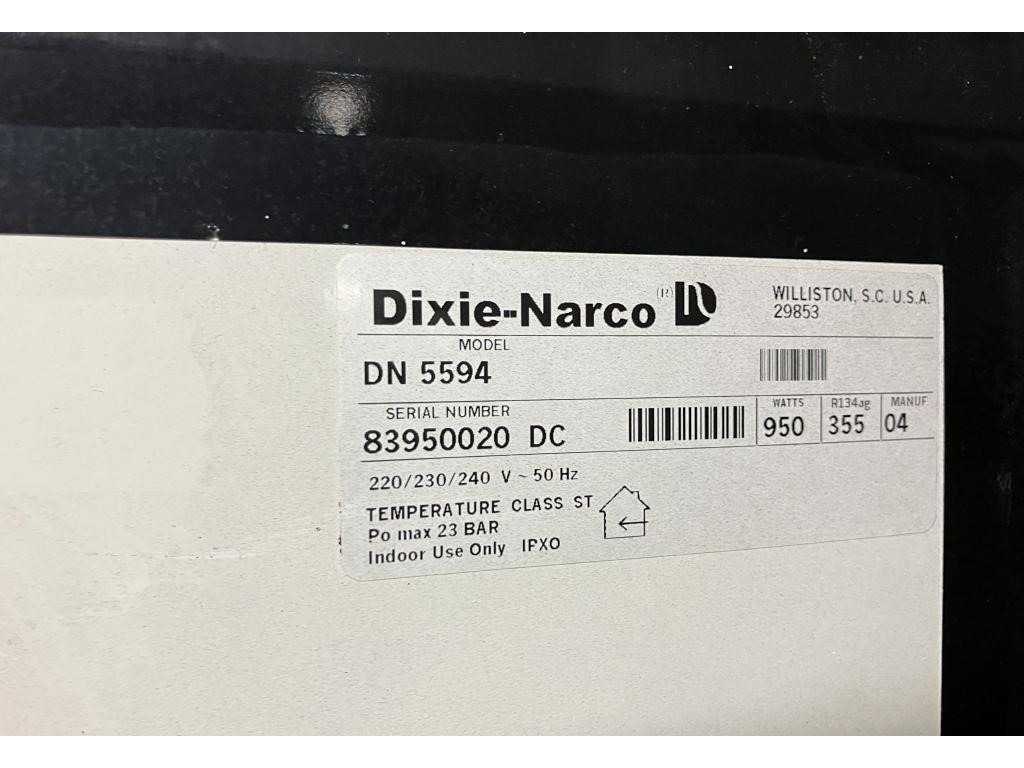 Dixie-Narco (R)
WILLISTON, S.C. U.S.A.
29853
MODEL
DN 5594
SERIAL NUMBER
83950020 DC
WATTS
950
R134ag
355
MANUF
04
220/230/240 V ~ 50 Hz
TEMPERATURE CLASS ST
Po max 23 BAR
Indoor Use Only IPXO